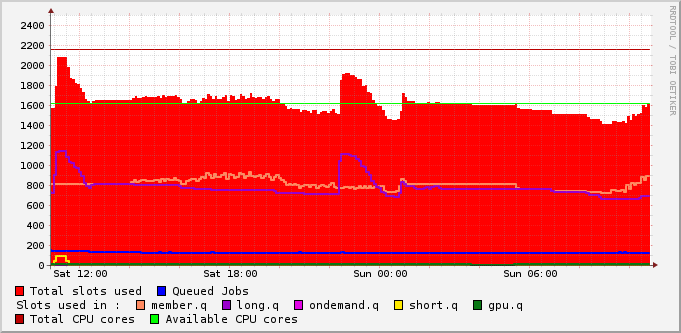 RRDTOOL / TOBI OETIKER
2400
2200
2000
1800
1600
1400
1200
1000
800
600
400
200
0
Sat 12:00 Sat 18:00 Sun 00:00 Sun 06:00
Total slots used Queued Jobs
Slots used in : member.q long.q ondemand.q short.q gpu.q
Total CPU cores Available CPU cores